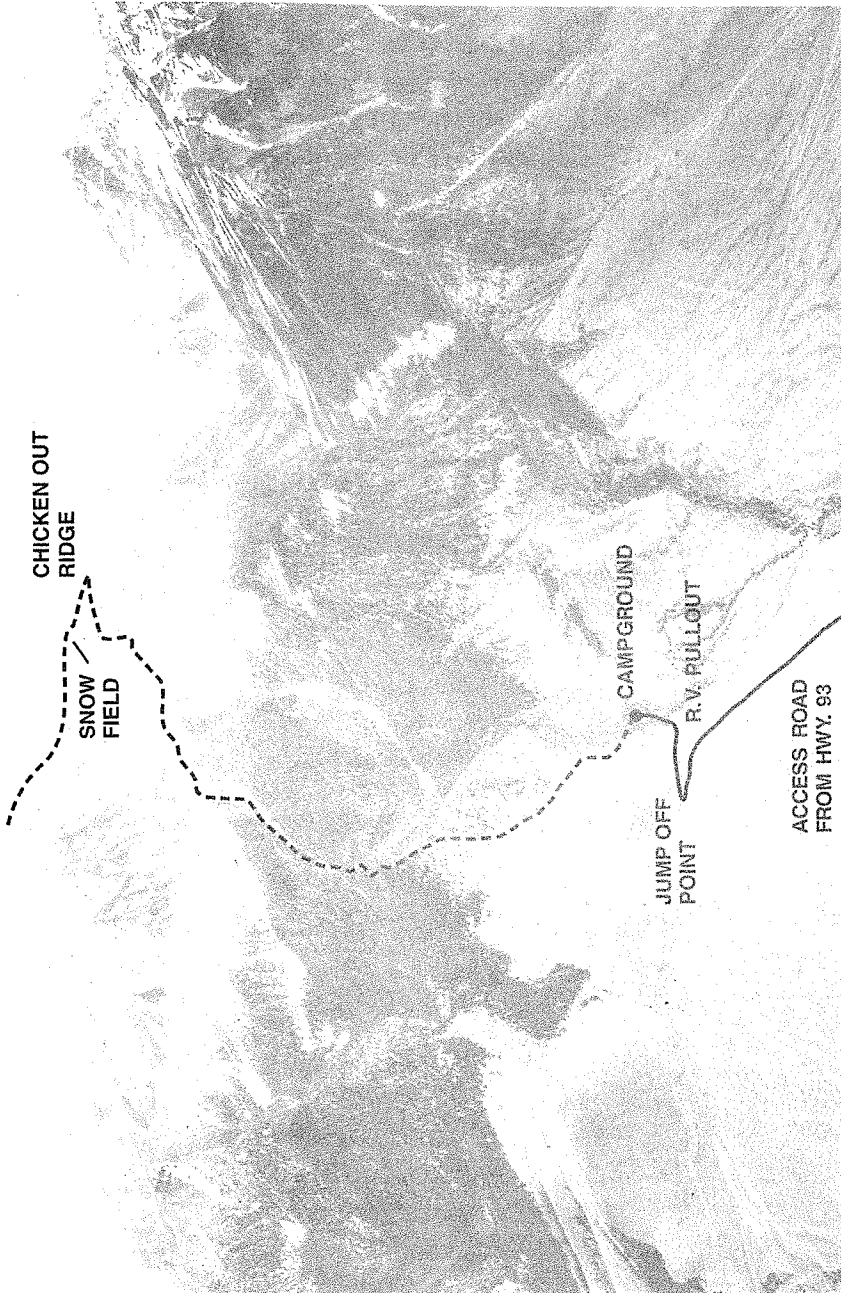 CHICKEN OUT
RIDGE
SNOW
FIELD
CAMPGROUND
R.V. PULLOUT
JUMP OFF
POINT
ACCESS ROAD
FROM HWY. 93